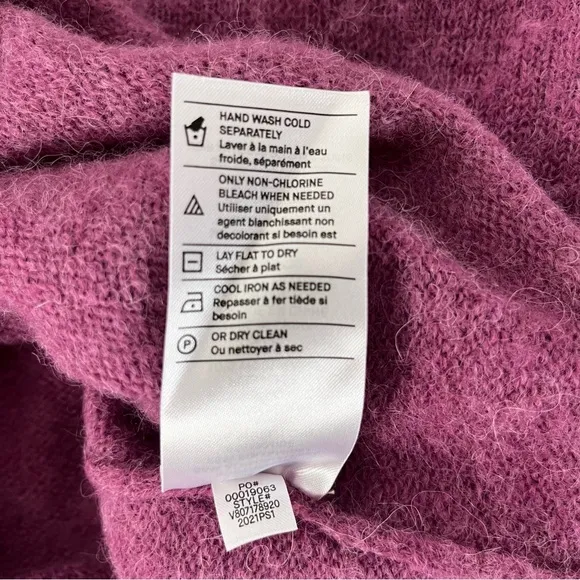 HAND WASH COLD
SEPARATELY
Laver à la main à l'eau
froide, séparément
ONLY NON-CHLORINE
BLEACH WHEN NEEDED
Utiliser uniquement un
agent blanchissant non
decolorant si besoin est
LAY FLAT TO DRY
Sécher à plat
COOL IRON AS NEEDED
Repasser à fer tiède si
besoin
P
OR DRY CLEAN
Ou nettoyer à sec
PO#
00019063
STYLE#
V807178920
2021PS1